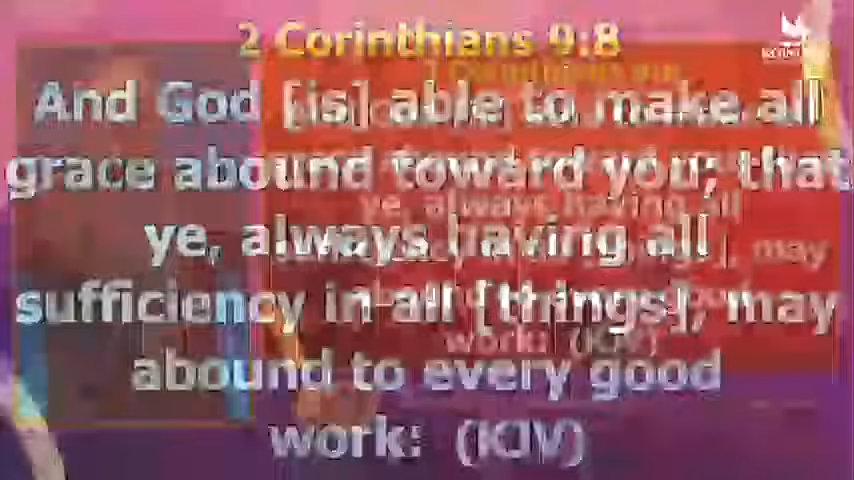 2 Corinthians 9:8
And God [is] able to make all
grace abound toward you; that
ye, always having all
sufficiency in all [things], may
abound to every good
work: (KJV)